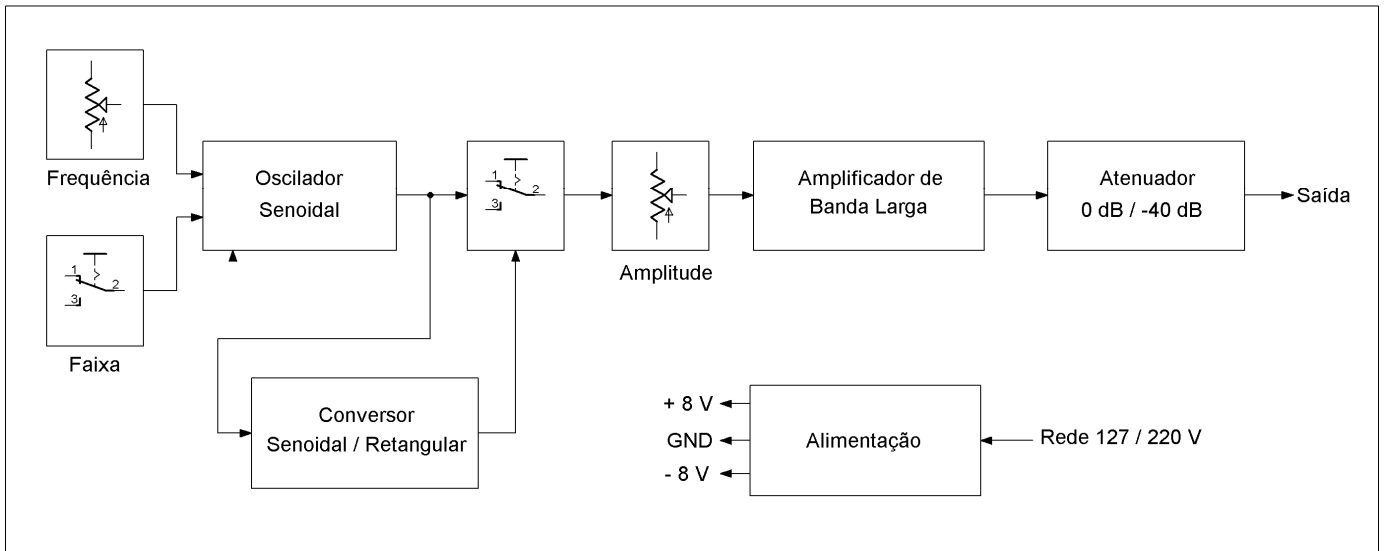 Frequência
1
2
3
Faixa
Oscilador
Senoidal
1
2
3
Amplitude
Amplificador de
Banda Larga
Atenuador
0 dB / -40 dB
Saída
Conversor
Senoidal / Retangular
+ 8 V
GND
- 8 V
Alimentação
Rede 127 / 220 V